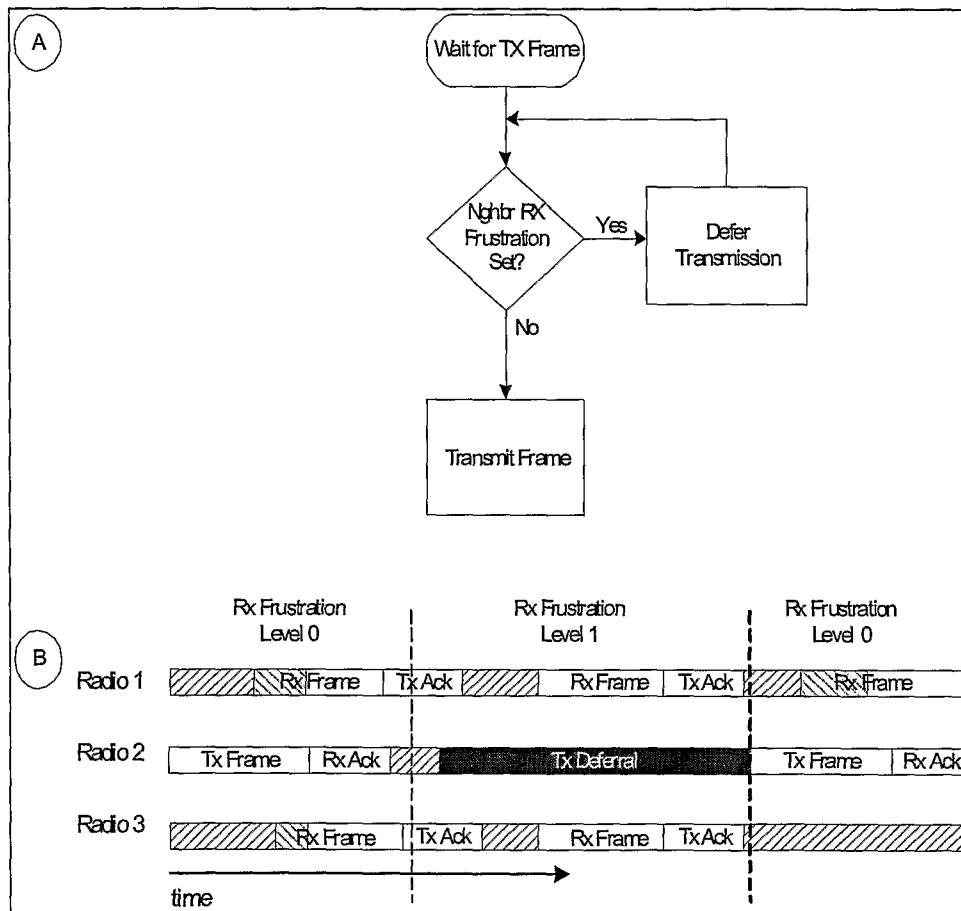 A
Wait for TX Frame
Nghbr RX
Frustration
Set?
Yes
Defer
Transmission
No
Transmit Frame
B
Rx Frustration
Level 0
Rx Frustration
Level 1
Rx Frustration
Level 0
Radio 1
Rx Frame
Tx Ack
Rx Frame
Tx Ack
Rx Frame
Radio 2
Tx Frame
Rx Ack
Tx Deferral
Tx Frame
Rx Ack
Radio 3
Rx Frame
Tx Ack
Rx Frame
Tx Ack
time